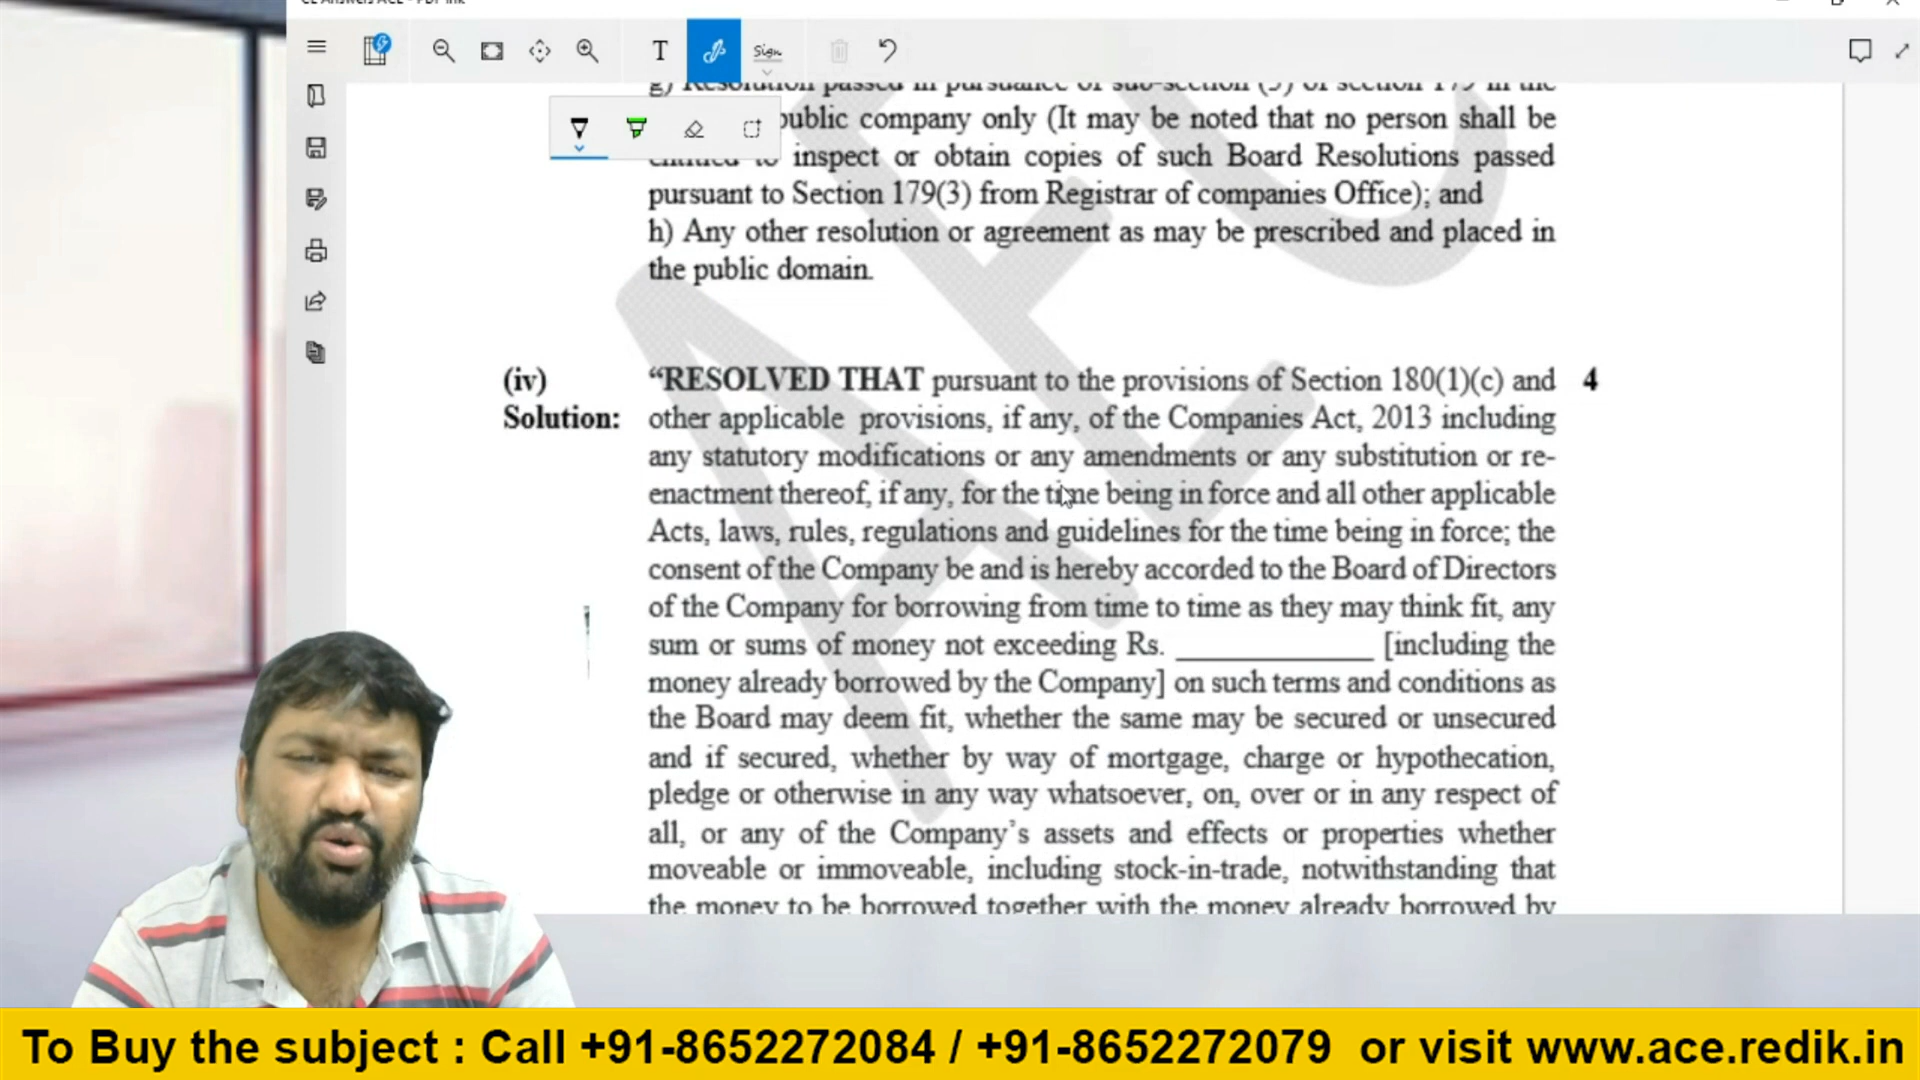 Sign
public company only (It may be noted that no person shall be
inspect or obtain copies of such Board Resolutions passed
pursuant to Section 179(3) from Registrar of companies Office); and
h) Any other resolution or agreement as may be prescribed and placed in
the public domain.
(iv) "RESOLVED THAT pursuant to the provisions of Section 180(1)(c) and 4
Solution: other applicable provisions, if any, of the Companies Act, 2013 including
any statutory modifications or any amendments or any substitution or re-
enactment thereof, if any, for the time being in force and all other applicable
Acts, laws, rules, regulations and guidelines for the time being in force; the
consent of the Company be and is hereby accorded to the Board of Directors
of the Company for borrowing from time to time as they may think fit, any
sum or sums of money not exceeding Rs. ______________ [including the
money already borrowed by the Company] on such terms and conditions as
the Board may deem fit, whether the same may be secured or unsecured
and if secured, whether by way of mortgage, charge or hypothecation,
pledge or otherwise in any way whatsoever, on, over or in any respect of
all, or any of the Company's assets and effects or properties whether
moveable or immoveable, including stock-in-trade, notwithstanding that
the money to be borrowed together with the money already borrowed by
To Buy the subject : Call +91-8652272084 / +91-8652272079 or visit www.ace.redik.in